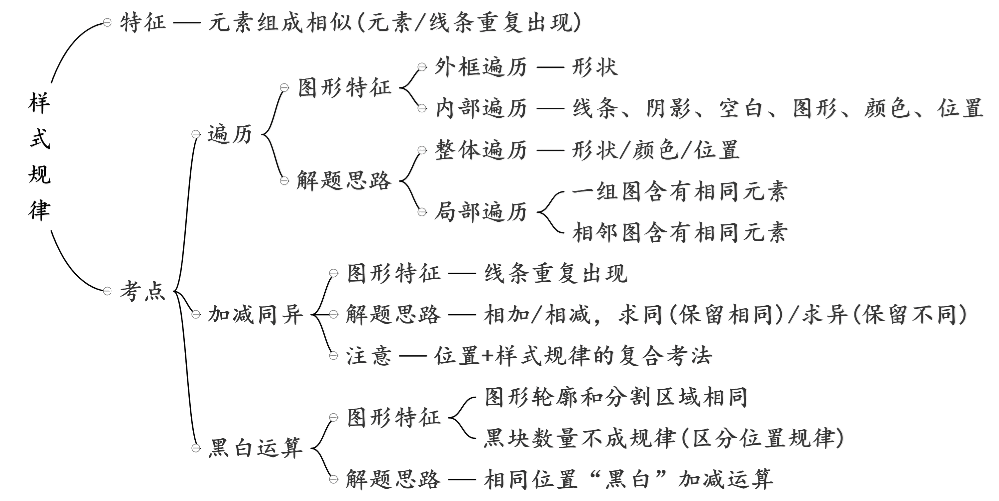 样式规律
特征 — 元素组成相似(元素/线条重复出现)
考点
遍历
图形特征
外框遍历 — 形状
内部遍历 — 线条、阴影、空白、图形、颜色、位置
解题思路
整体遍历 — 形状/颜色/位置
局部遍历
一组图含有相同元素
相邻图含有相同元素
加减同异
图形特征 — 线条重复出现
解题思路 — 相加/相减，求同(保留相同)/求异(保留不同)
注意 — 位置+样式规律的复合考法
黑白运算
图形特征
图形轮廓和分割区域相同
黑块数量不成规律(区分位置规律)
解题思路 — 相同位置“黑白”加减运算